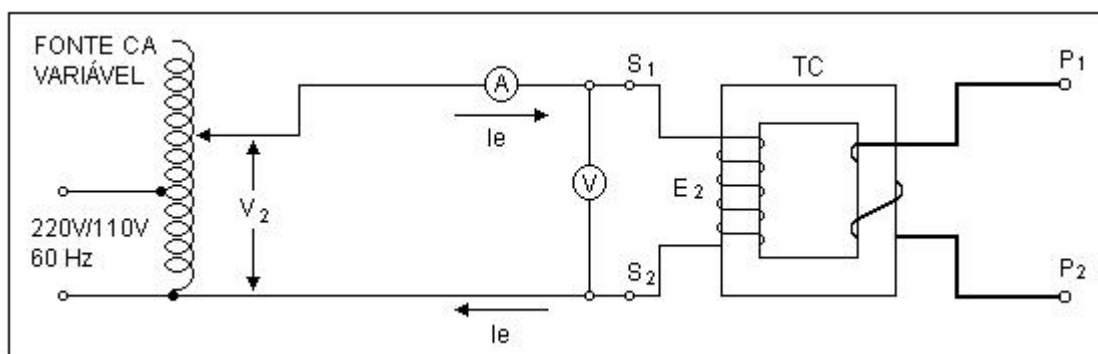 FONTE CA
VARIÁVEL
220V/110V
60 Hz
V2
A
Ie
V
Ie
S1
S2
E2
TC
P1
P2